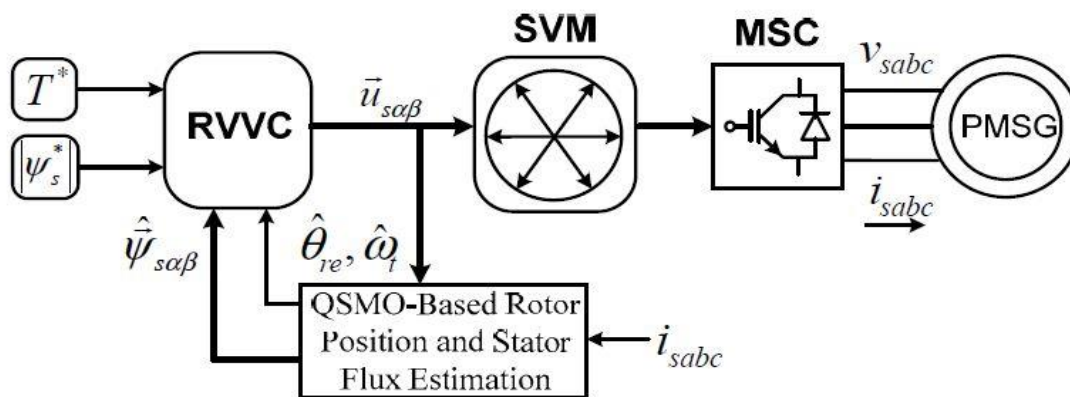 SVM
MSC
T*
RVVC
u⃗sαβ
vsabc
PMSG
|ψs*|
isabc
ψ̂⃗sαβ
θ̂re, ω̂t
QSMO-Based Rotor
Position and Stator
Flux Estimation
isabc